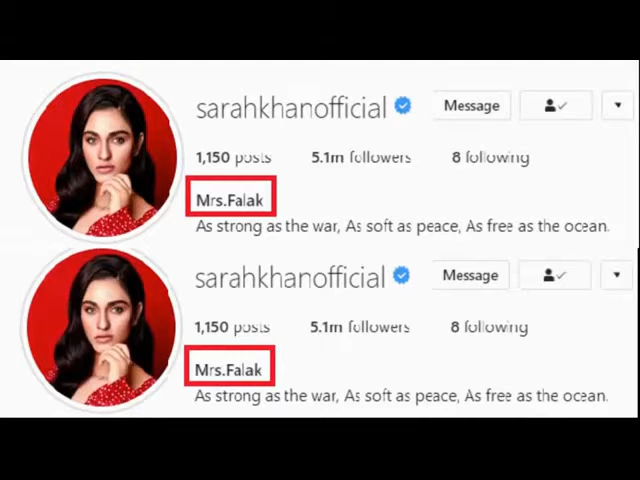 sarahkhanofficial Message
1,150 posts 5.1m followers 8 following
Mrs.Falak
As strong as the war, As soft as peace, As free as the ocean.
sarahkhanofficial Message
1,150 posts 5.1m followers 8 following
Mrs.Falak
As strong as the war, As soft as peace, As free as the ocean.